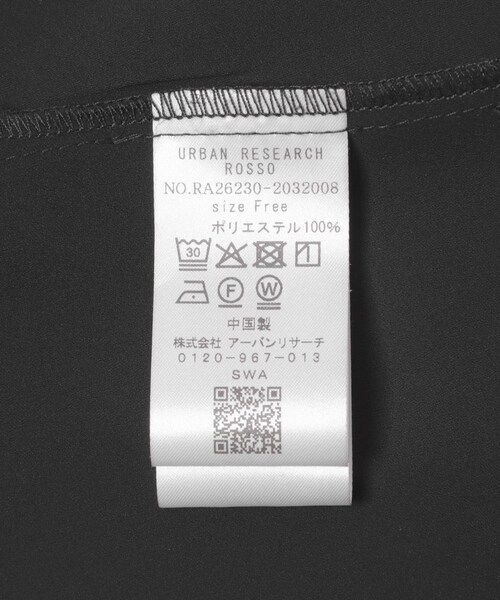 URBAN RESEARCH
ROSSO
NO.RA26230-2032008
size Free
ポリエステル100%
30
F W
中国製
株式会社 アーバンリサーチ
0120-967-013
SWA